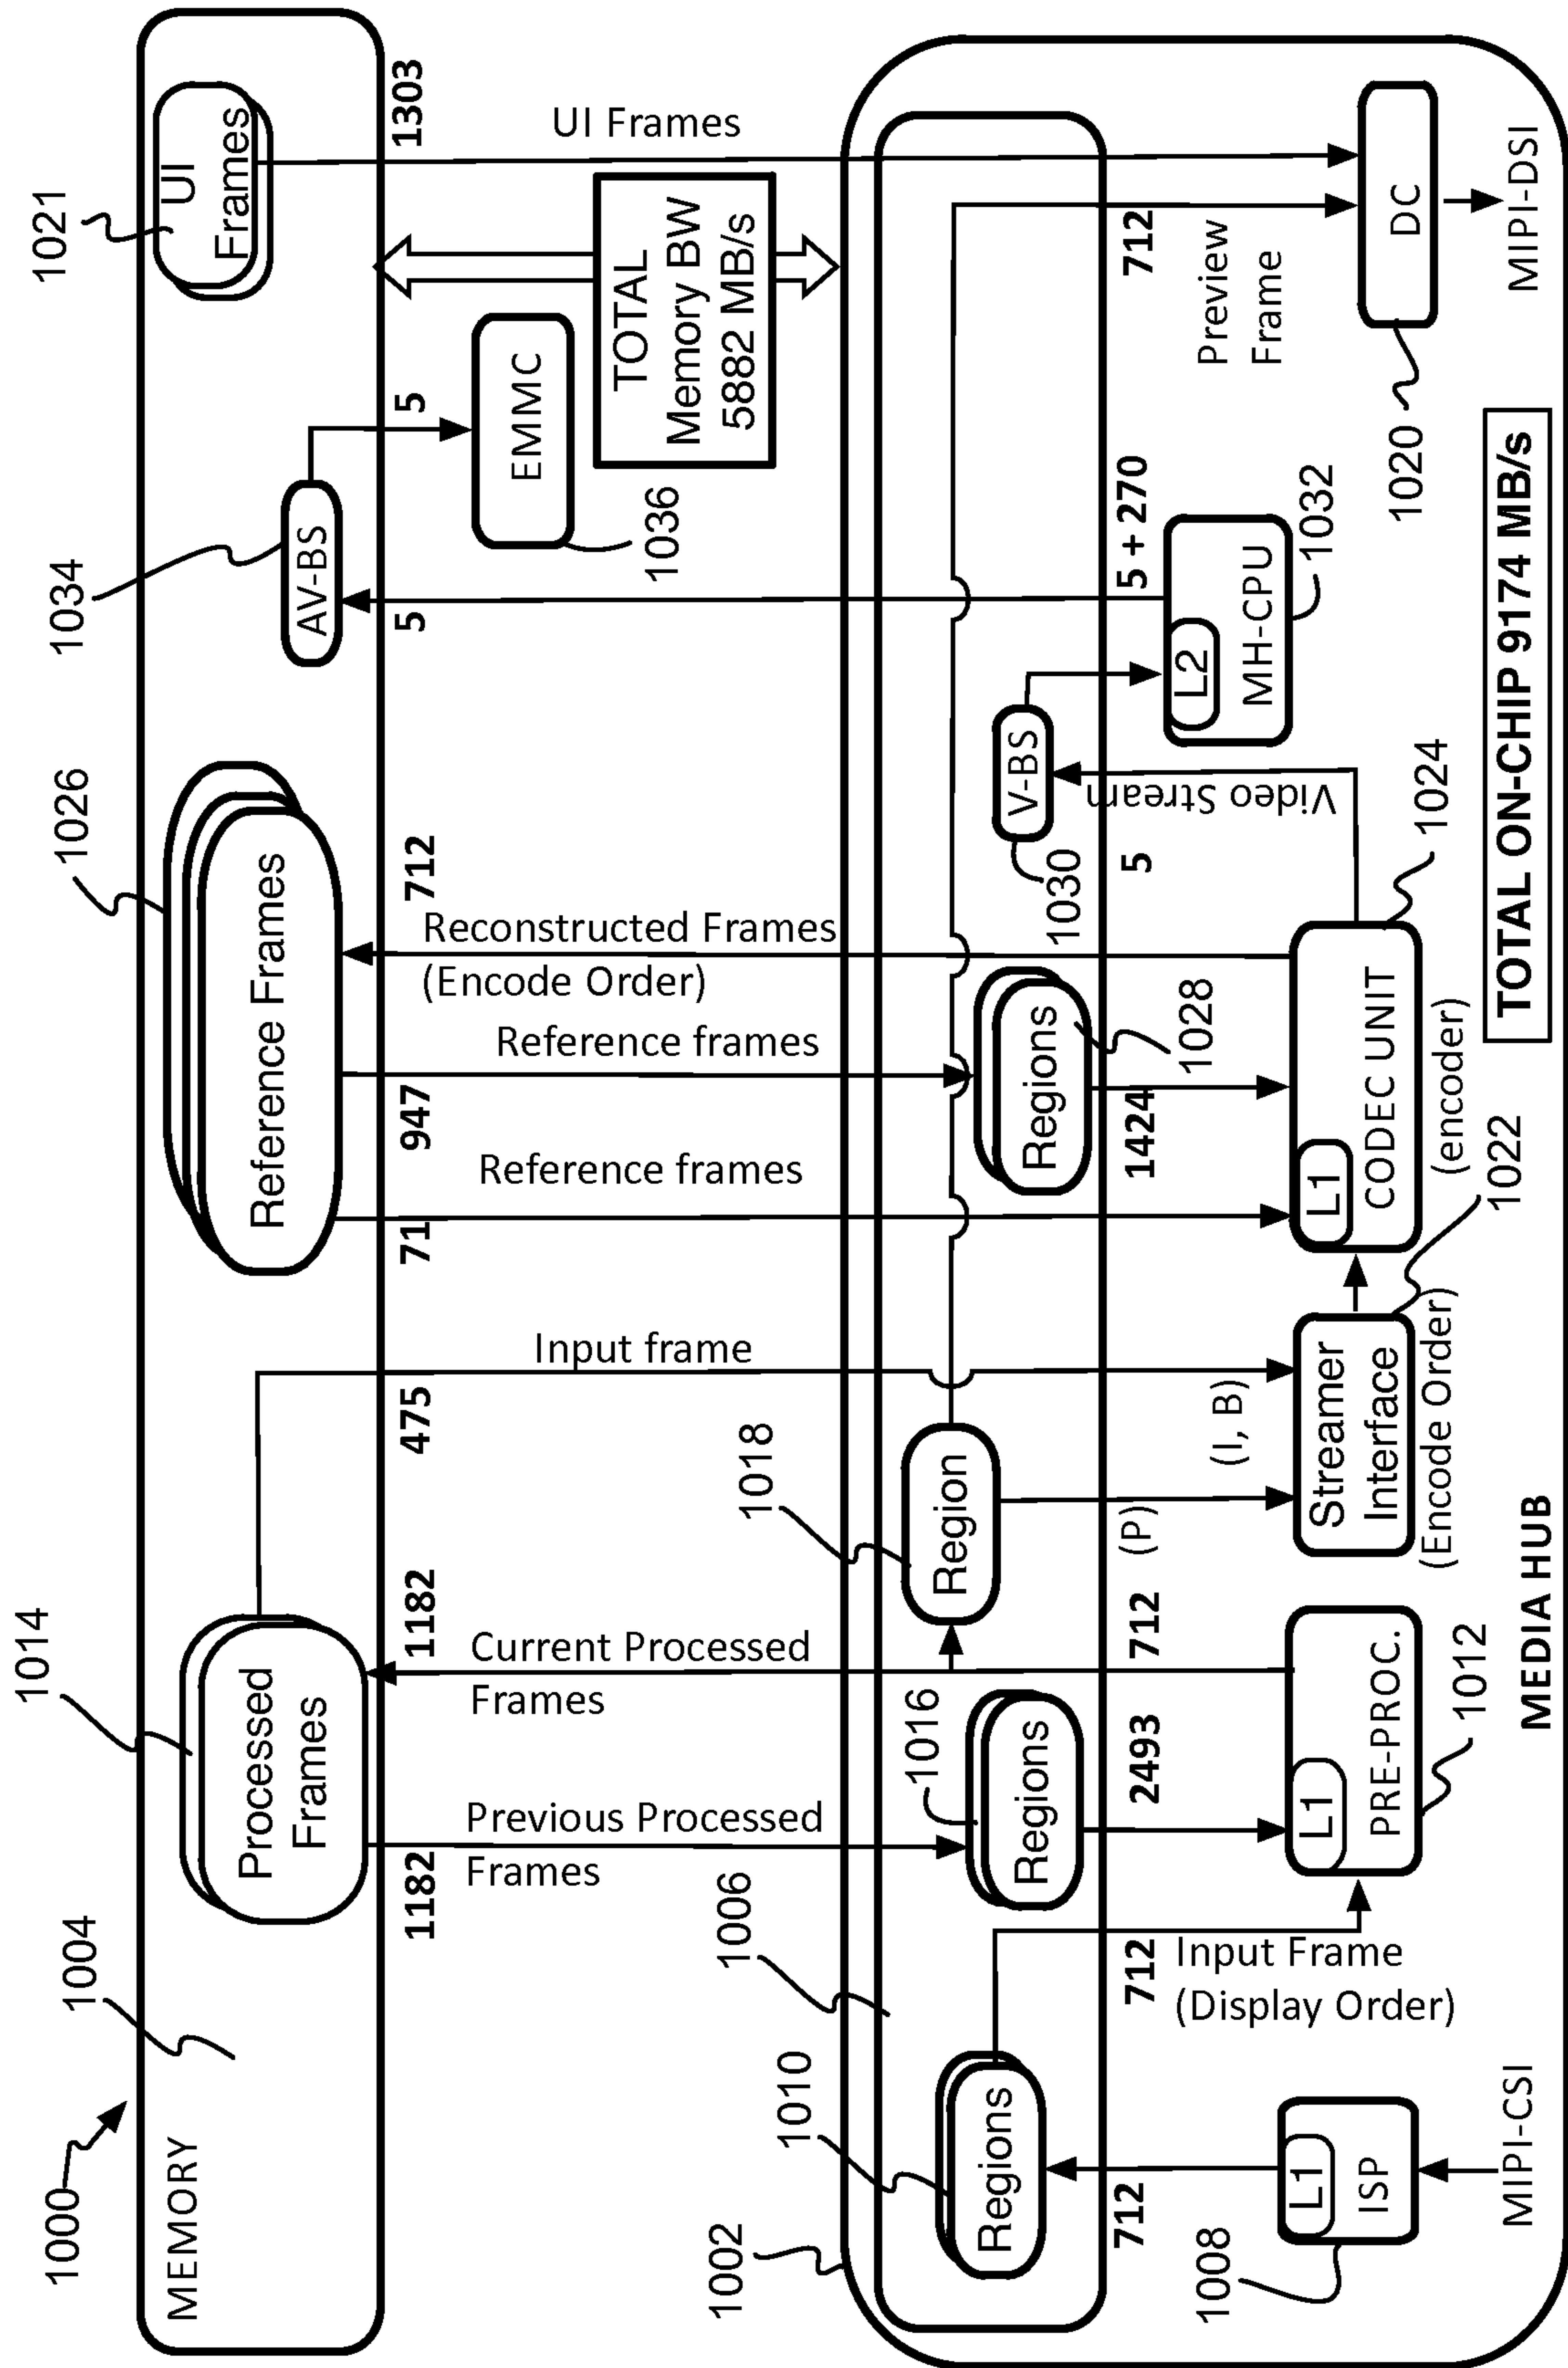 1000
MEMORY
1004
1014
Processed
Frames
1026
Reference Frames
1034
AV-BS
1021
UI
Frames
1182
Previous Processed
Frames
1182
Current Processed
Frames
475
Input frame
71
Reference frames
947
Reference frames
712
Reconstructed Frames
(Encode Order)
5
5
EMMC
1036
TOTAL
Memory BW
5882 MB/s
1303
UI Frames
1002
1006
1010
Regions
1016
Regions
1018
Region
Regions
1028
V-BS
1030
712
712
Input Frame
(Display Order)
2493
712
(P)
(I, B)
1424
5
Video Stream
5 + 270
712
Preview
Frame
1008
L1
ISP
MIPI-CSI
L1
PRE-PROC.
1012
Streamer
Interface
(Encode Order)
1022
L1
CODEC UNIT
(encoder)
1024
L2
MH-CPU
1032
1020
DC
MIPI-DSI
MEDIA HUB
TOTAL ON-CHIP 9174 MB/s